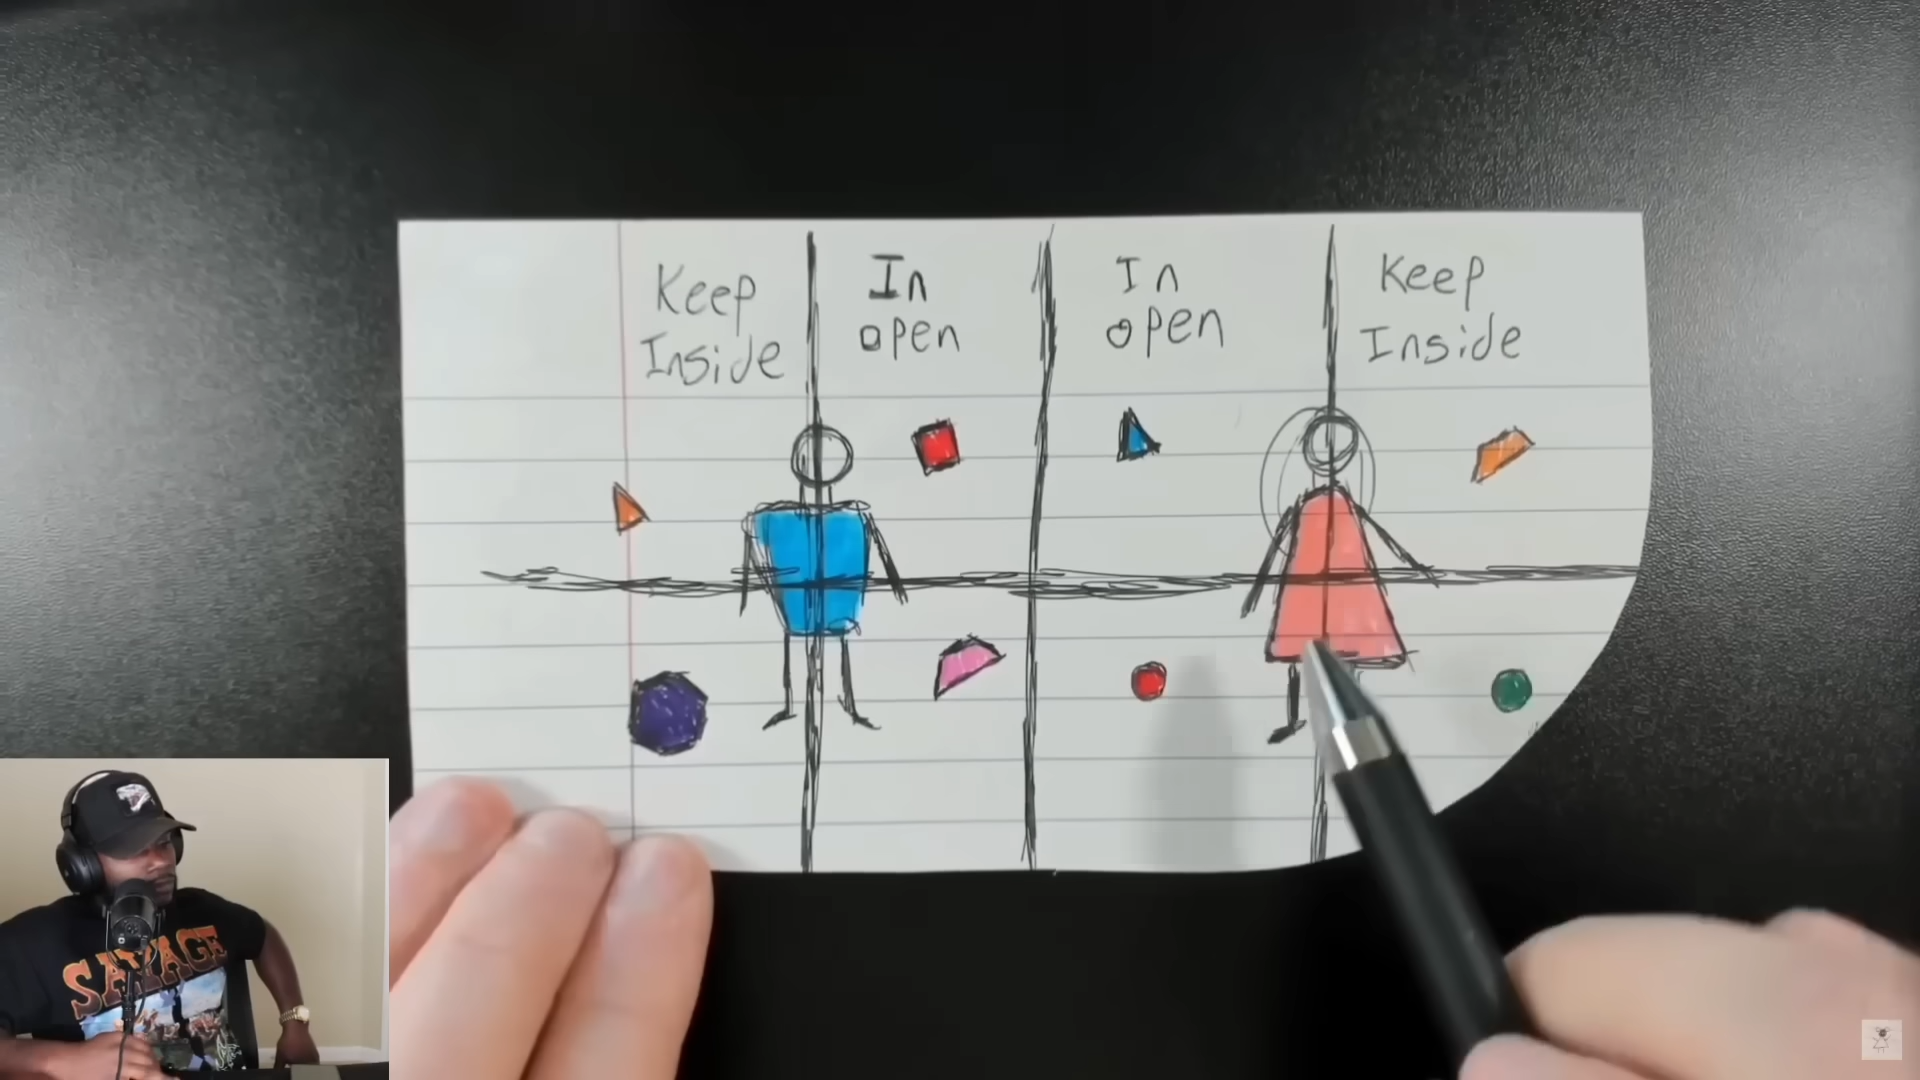 Keep
Inside
In
open
In
open
Keep
Inside
SAVAGE